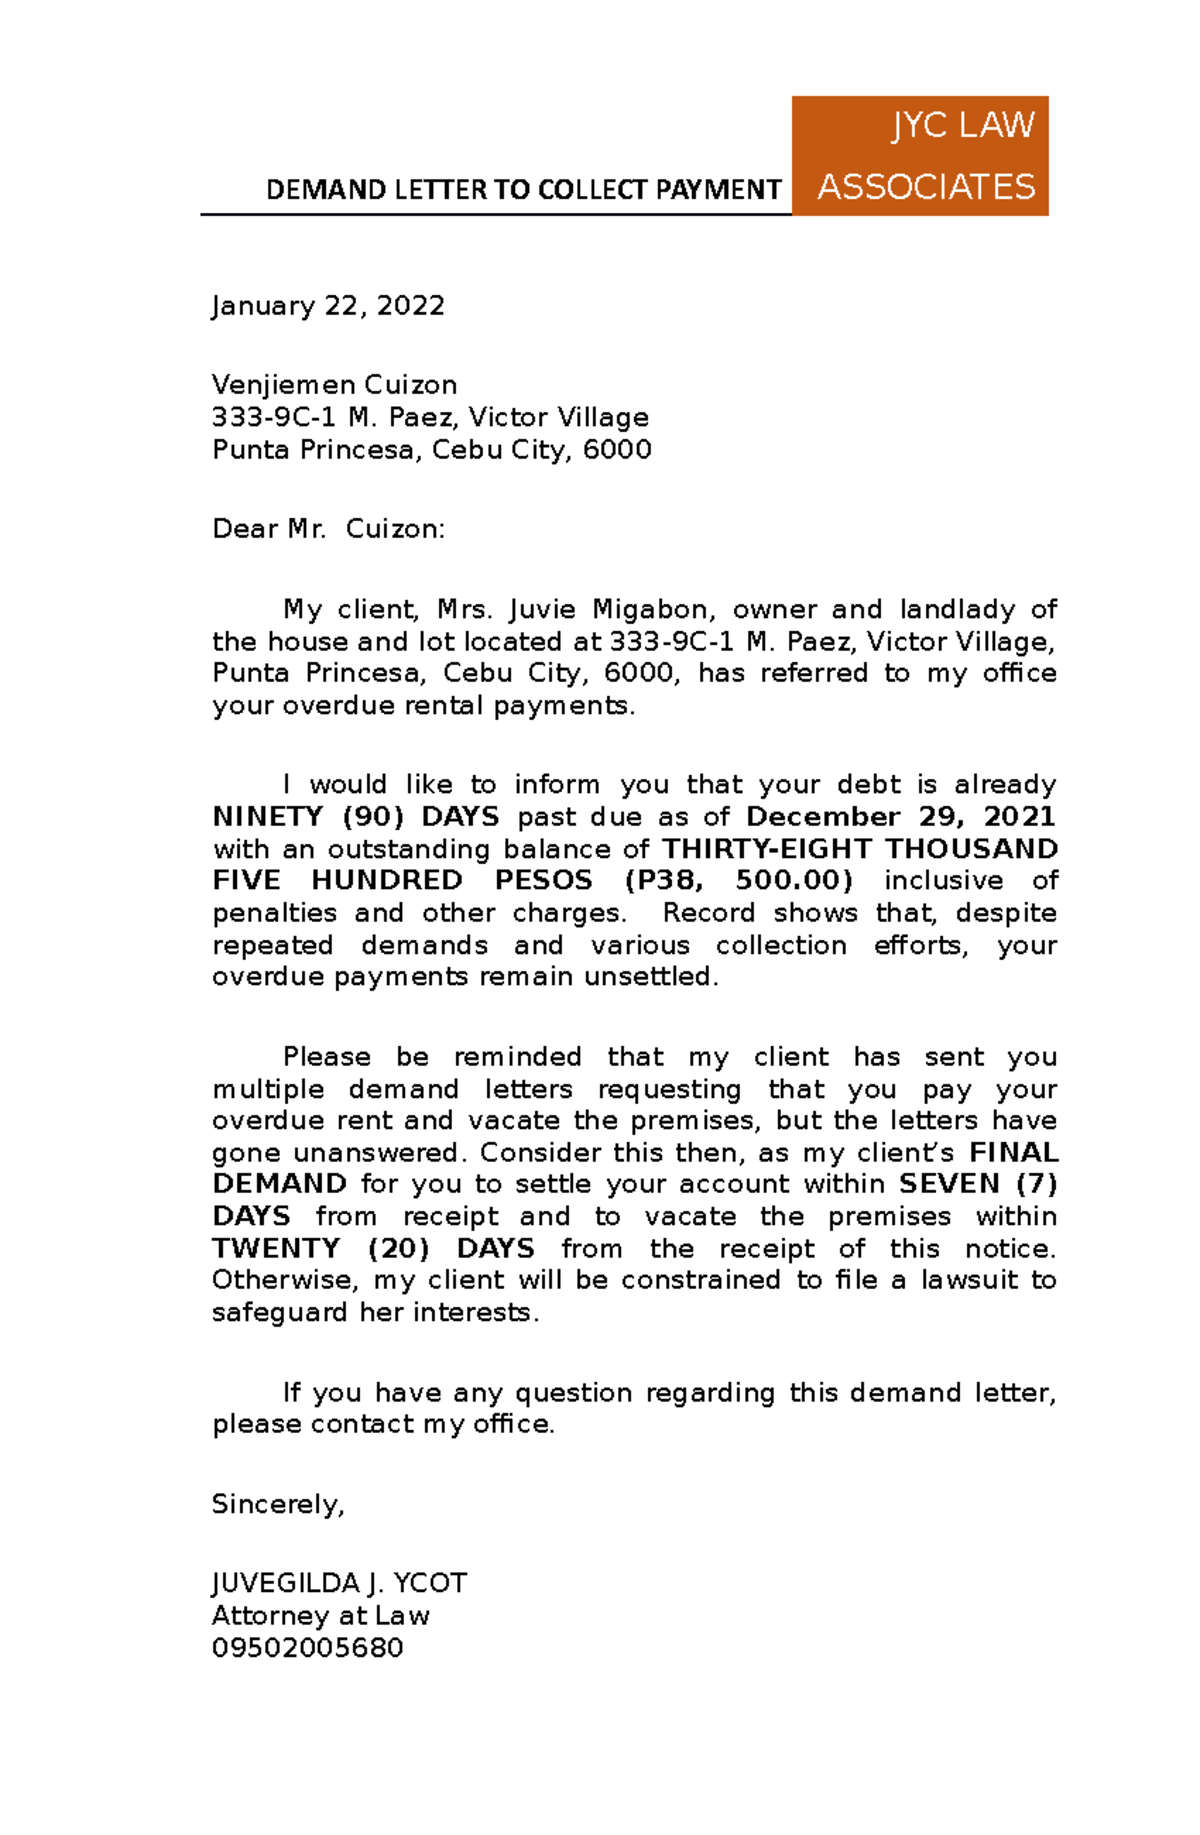 JYC LAW
DEMAND LETTER TO COLLECT PAYMENT ASSOCIATES
January 22, 2022
Venjiemen Cuizon
333-9C-1 M. Paez, Victor Village
Punta Princesa, Cebu City, 6000
Dear Mr.  Cuizon:
My client, Mrs. Juvie Migabon, owner and landlady of
the house and lot located at 333-9C-1 M. Paez, Victor Village,
Punta Princesa, Cebu City, 6000, has referred to my office
your overdue rental payments.
I would like to inform you that your debt is already
NINETY (90) DAYS past due as of December 29, 2021
with an outstanding balance of THIRTY-EIGHT THOUSAND
FIVE HUNDRED PESOS (P38, 500.00) inclusive of
penalties and other charges.  Record shows that, despite
repeated demands and various collection efforts, your
overdue payments remain unsettled.
Please be reminded that my client has sent you
multiple demand letters requesting that you pay your
overdue rent and vacate the premises, but the letters have
gone unanswered. Consider this then, as my client’s FINAL
DEMAND for you to settle your account within SEVEN (7)
DAYS from receipt and to vacate the premises within
TWENTY (20) DAYS from the receipt of this notice.
Otherwise, my client will be constrained to file a lawsuit to
safeguard her interests.
If you have any question regarding this demand letter,
please contact my office.
Sincerely,
JUVEGILDA J. YCOT
Attorney at Law
09502005680